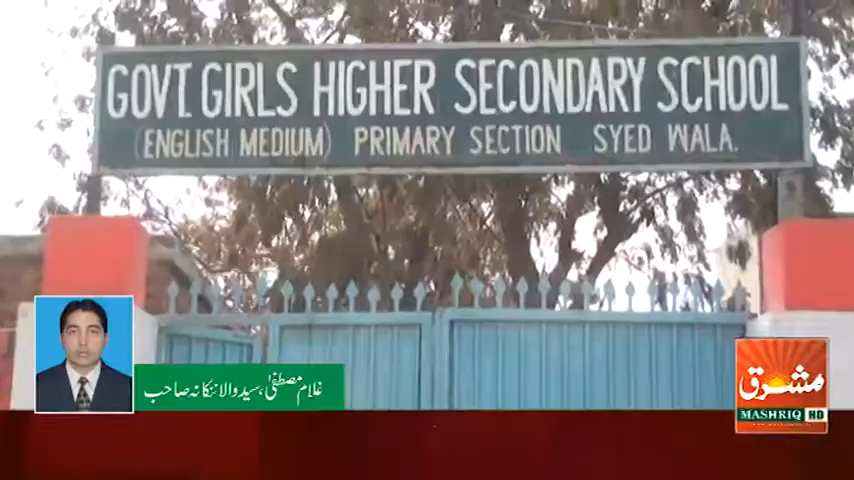 GOVT. GIRLS HIGHER SECONDARY SCHOOL
(ENGLISH MEDIUM) PRIMARY SECTION SYED WALA.
غلام مصطفیٰ، سیدوالا ننکانہ صاحب
مشرق
MASHRIQ HD